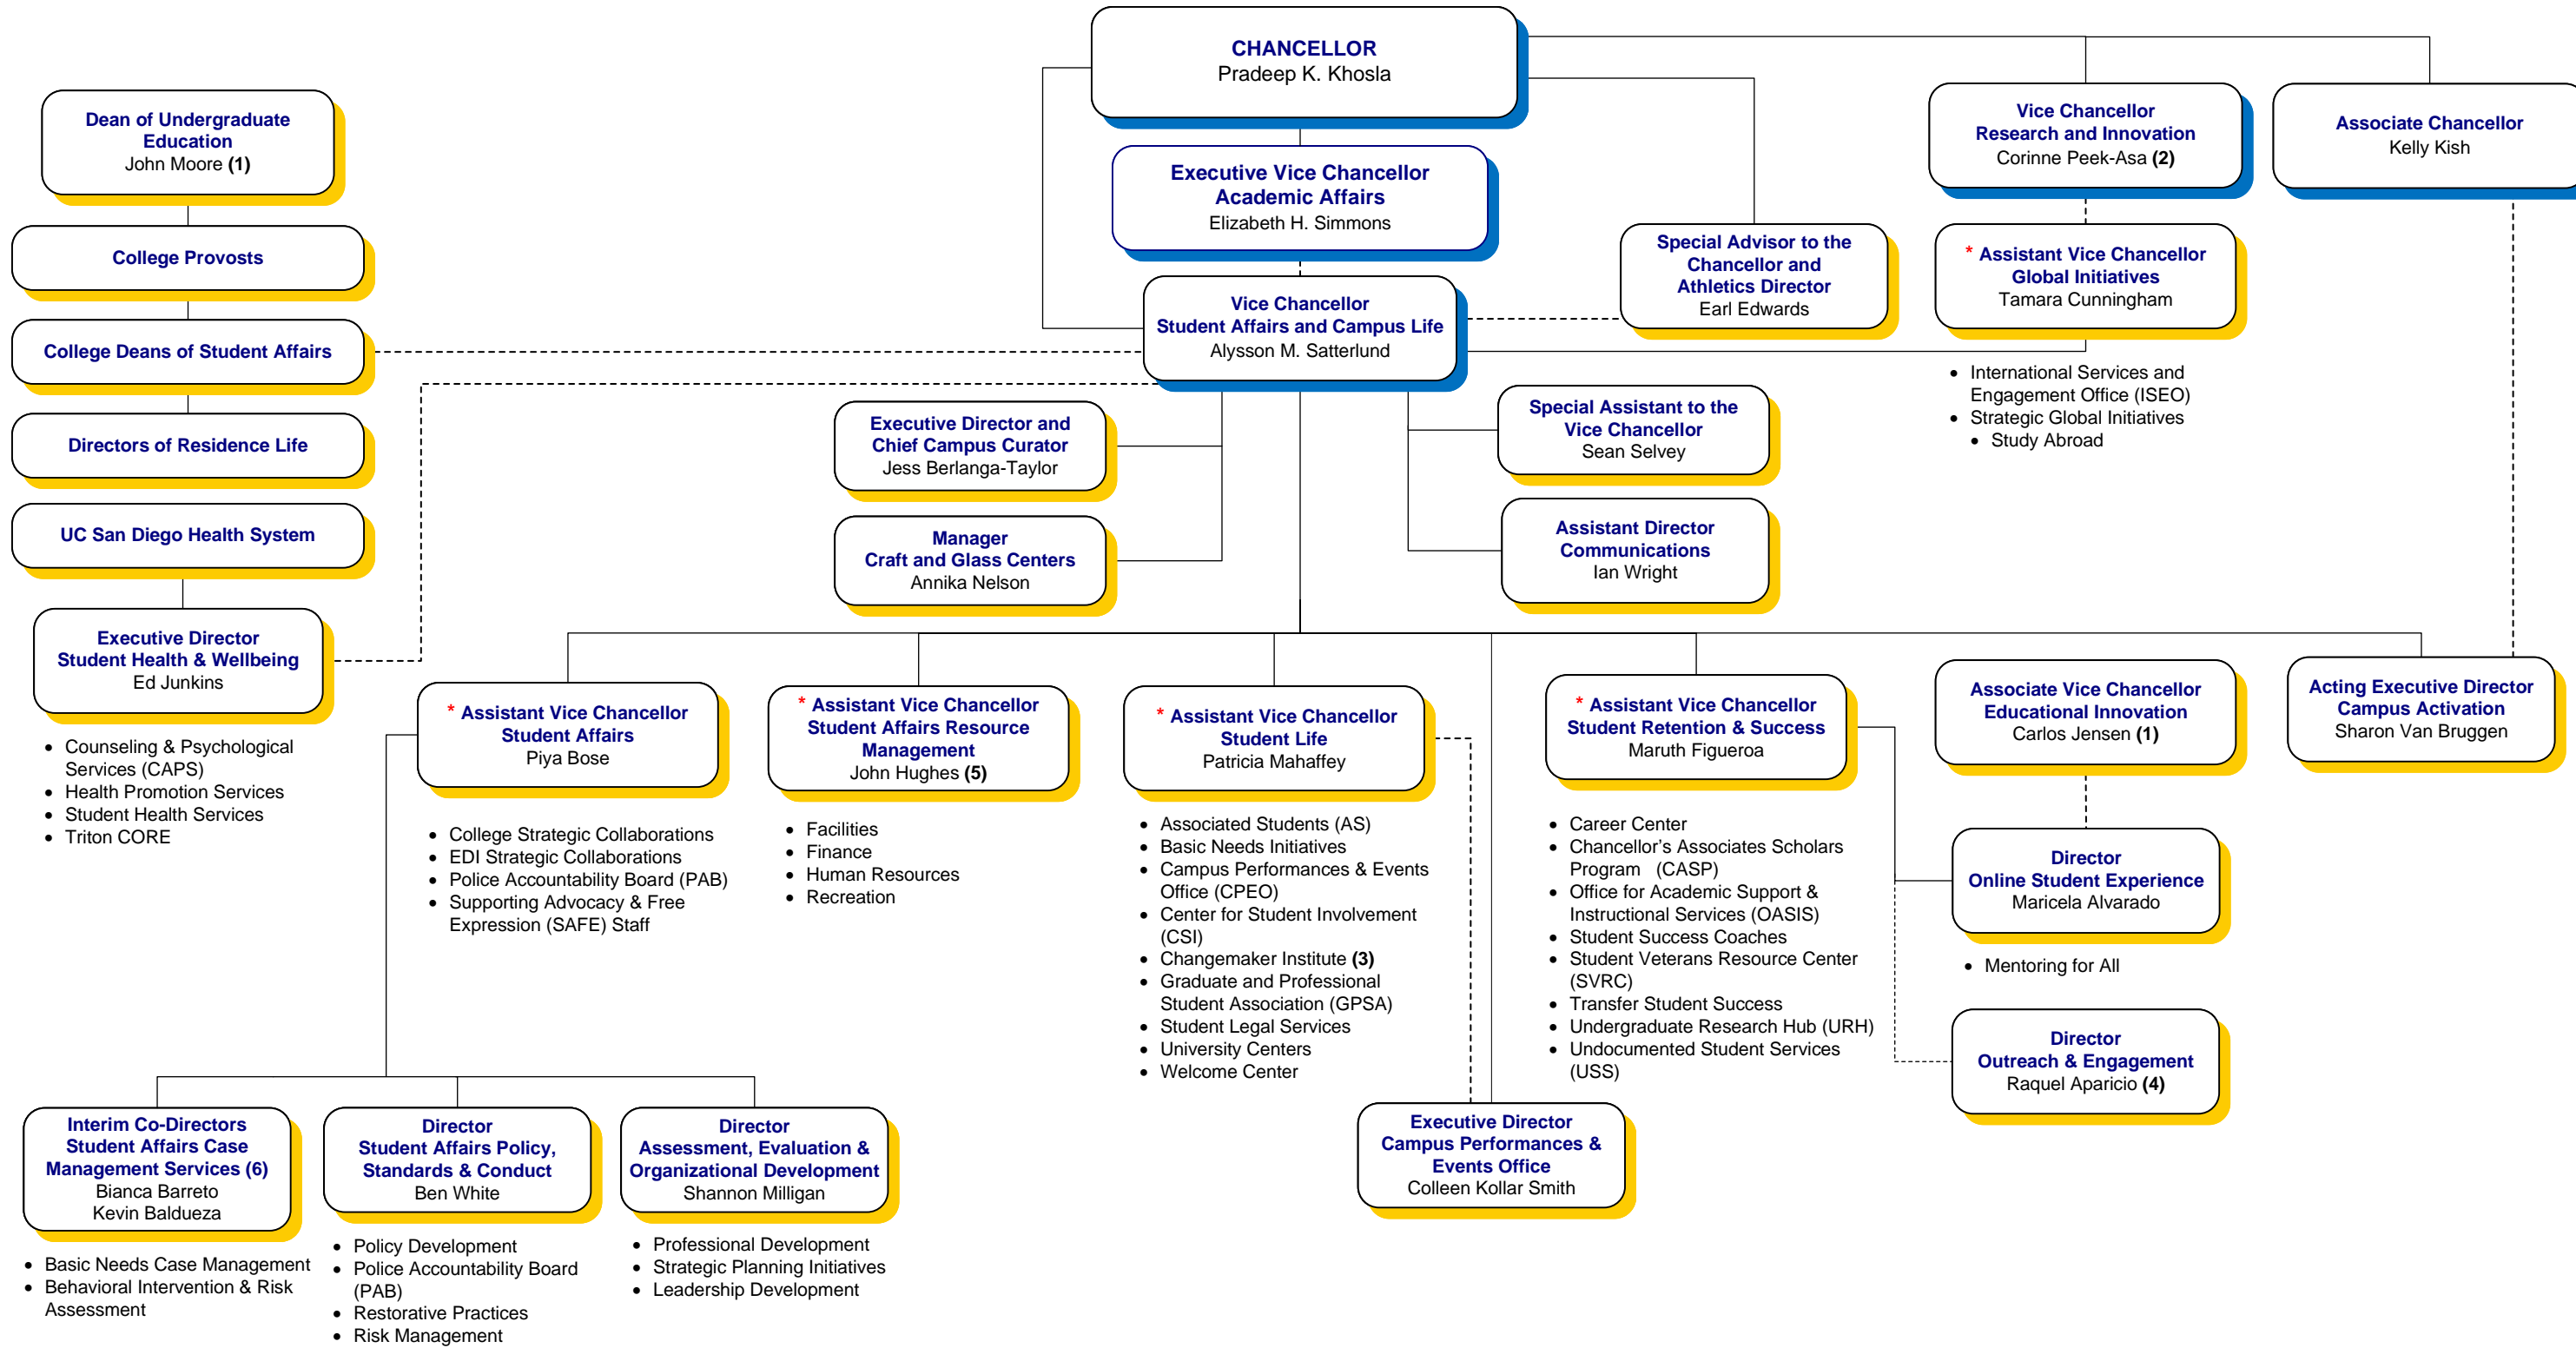 CHANCELLOR
Pradeep K. Khosla
Dean of Undergraduate
Education
John Moore (1)
Vice Chancellor
Research and Innovation
Corinne Peek-Asa (2)
Associate Chancellor
Kelly Kish
Executive Vice Chancellor
Academic Affairs
Elizabeth H. Simmons
College Provosts
Special Advisor to the
Chancellor and
Athletics Director
Earl Edwards
* Assistant Vice Chancellor
Global Initiatives
Tamara Cunningham
Vice Chancellor
Student Affairs and Campus Life
Alysson M. Satterlund
College Deans of Student Affairs
• International Services and
Engagement Office (ISEO)
• Strategic Global Initiatives
• Study Abroad
Directors of Residence Life
Executive Director and
Chief Campus Curator
Jess Berlanga-Taylor
Special Assistant to the
Vice Chancellor
Sean Selvey
UC San Diego Health System
Manager
Craft and Glass Centers
Annika Nelson
Assistant Director
Communications
Ian Wright
Executive Director
Student Health & Wellbeing
Ed Junkins
• Counseling & Psychological
Services (CAPS)
• Health Promotion Services
• Student Health Services
• Triton CORE
* Assistant Vice Chancellor
Student Affairs
Piya Bose
• College Strategic Collaborations
• EDI Strategic Collaborations
• Police Accountability Board (PAB)
• Supporting Advocacy & Free
Expression (SAFE) Staff
* Assistant Vice Chancellor
Student Affairs Resource
Management
John Hughes (5)
• Facilities
• Finance
• Human Resources
• Recreation
* Assistant Vice Chancellor
Student Life
Patricia Mahaffey
• Associated Students (AS)
• Basic Needs Initiatives
• Campus Performances & Events
Office (CPEO)
• Center for Student Involvement
(CSI)
• Changemaker Institute (3)
• Graduate and Professional
Student Association (GPSA)
• Student Legal Services
• University Centers
• Welcome Center
* Assistant Vice Chancellor
Student Retention & Success
Maruth Figueroa
• Career Center
• Chancellor's Associates Scholars
Program (CASP)
• Office for Academic Support &
Instructional Services (OASIS)
• Student Success Coaches
• Student Veterans Resource Center
(SVRC)
• Transfer Student Success
• Undergraduate Research Hub (URH)
• Undocumented Student Services
(USS)
Associate Vice Chancellor
Educational Innovation
Carlos Jensen (1)
Acting Executive Director
Campus Activation
Sharon Van Bruggen
Director
Online Student Experience
Maricela Alvarado
• Mentoring for All
Director
Outreach & Engagement
Raquel Aparicio (4)
Interim Co-Directors
Student Affairs Case
Management Services (6)
Bianca Barreto
Kevin Baldueza
• Basic Needs Case Management
• Behavioral Intervention & Risk
Assessment
Director
Student Affairs Policy,
Standards & Conduct
Ben White
• Policy Development
• Police Accountability Board
(PAB)
• Restorative Practices
• Risk Management
Director
Assessment, Evaluation &
Organizational Development
Shannon Milligan
• Professional Development
• Strategic Planning Initiatives
• Leadership Development
Executive Director
Campus Performances &
Events Office
Colleen Kollar Smith